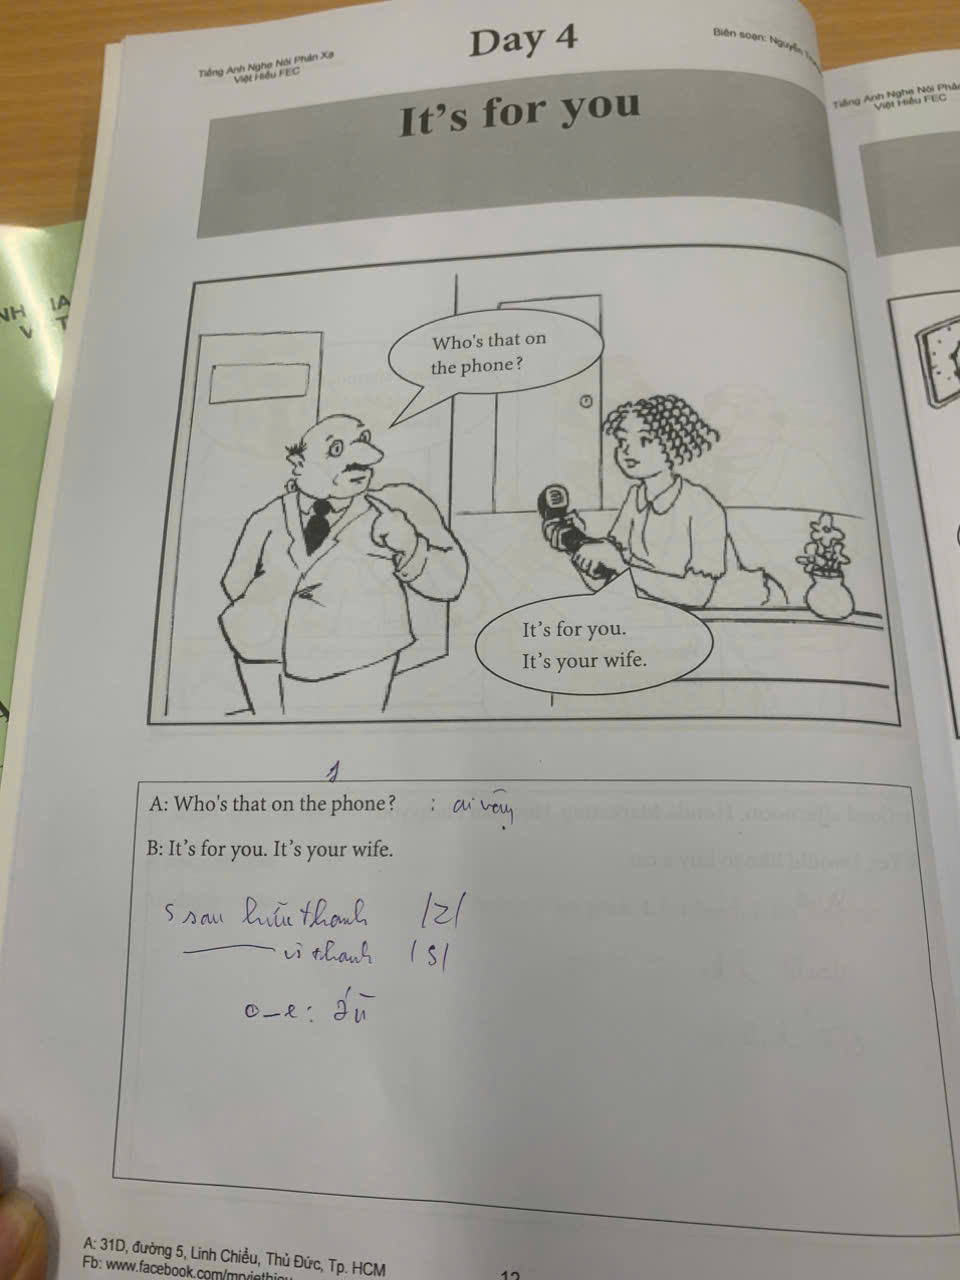 Day 4
Tiếng Anh Nghe Nói Phản Xạ
Việt Hiếu FEC
Biên soạn: Nguyễn
It's for you
Who's that on
the phone?
It's for you.
It's your wife.
A: Who's that on the phone? : ai vậy
B: It's for you. It's your wife.
s sau hữu thanh /z/
vô thanh /s/
o_e: âu
A: 31D, đường 5, Linh Chiểu, Thủ Đức, Tp. HCM
Fb: www.facebook.com/mrviethieu
12
Tiếng Anh Nghe Nói Phản
Việt Hiếu FEC